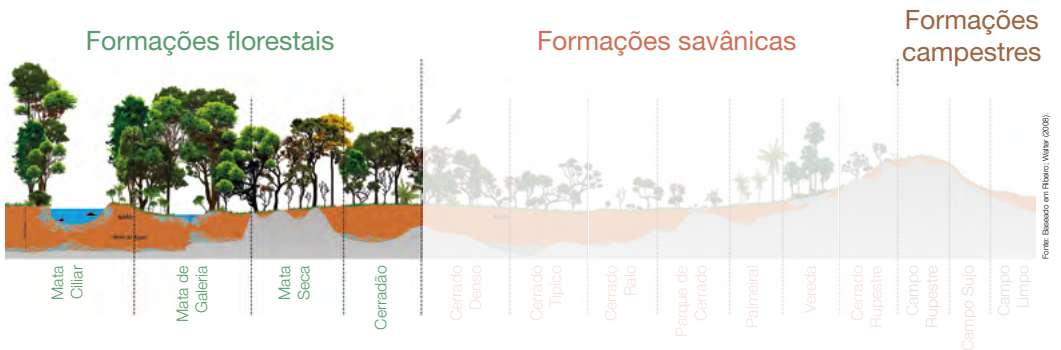 Formações florestais
Formações savânicas
Formações
campestres
solo
Mata
Ciliar
Mata de
Galeria
Mata
Seca
Cerradão
Cerrado
Denso
Cerrado
Típico
Cerrado
Ralo
Parque de
Cerrado
Palmeiral
Vereda
Cerrado
Rupestre
Campo
Rupestre
Campo Sujo
Campo
Limpo
Fonte: Baseado em Ribeiro; Walter (2008).